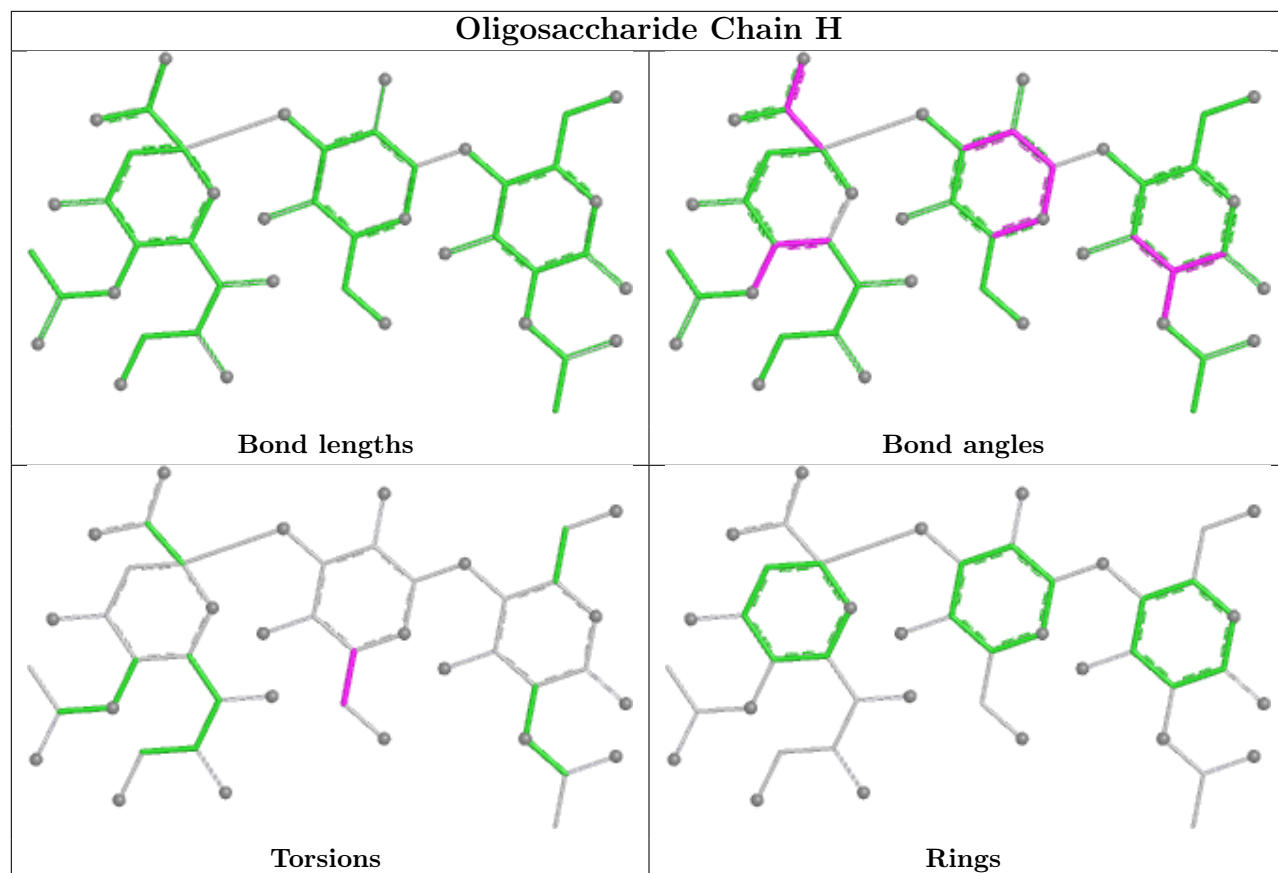 Oligosaccharide Chain H
Bond lengths
Bond angles
Torsions
Rings